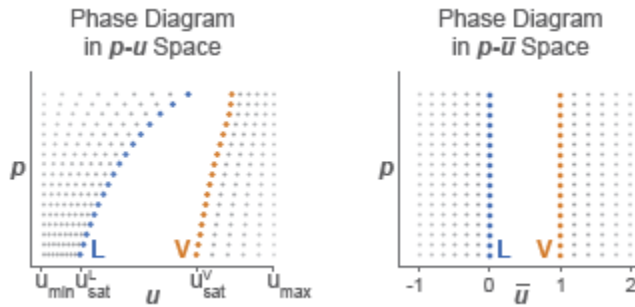 Phase Diagram
in p-u Space
p
L
V
u_min
u^L_sat
u
u^V_sat
u_max
Phase Diagram
in p-ū Space
p
L
V
-1
0
ū
1
2